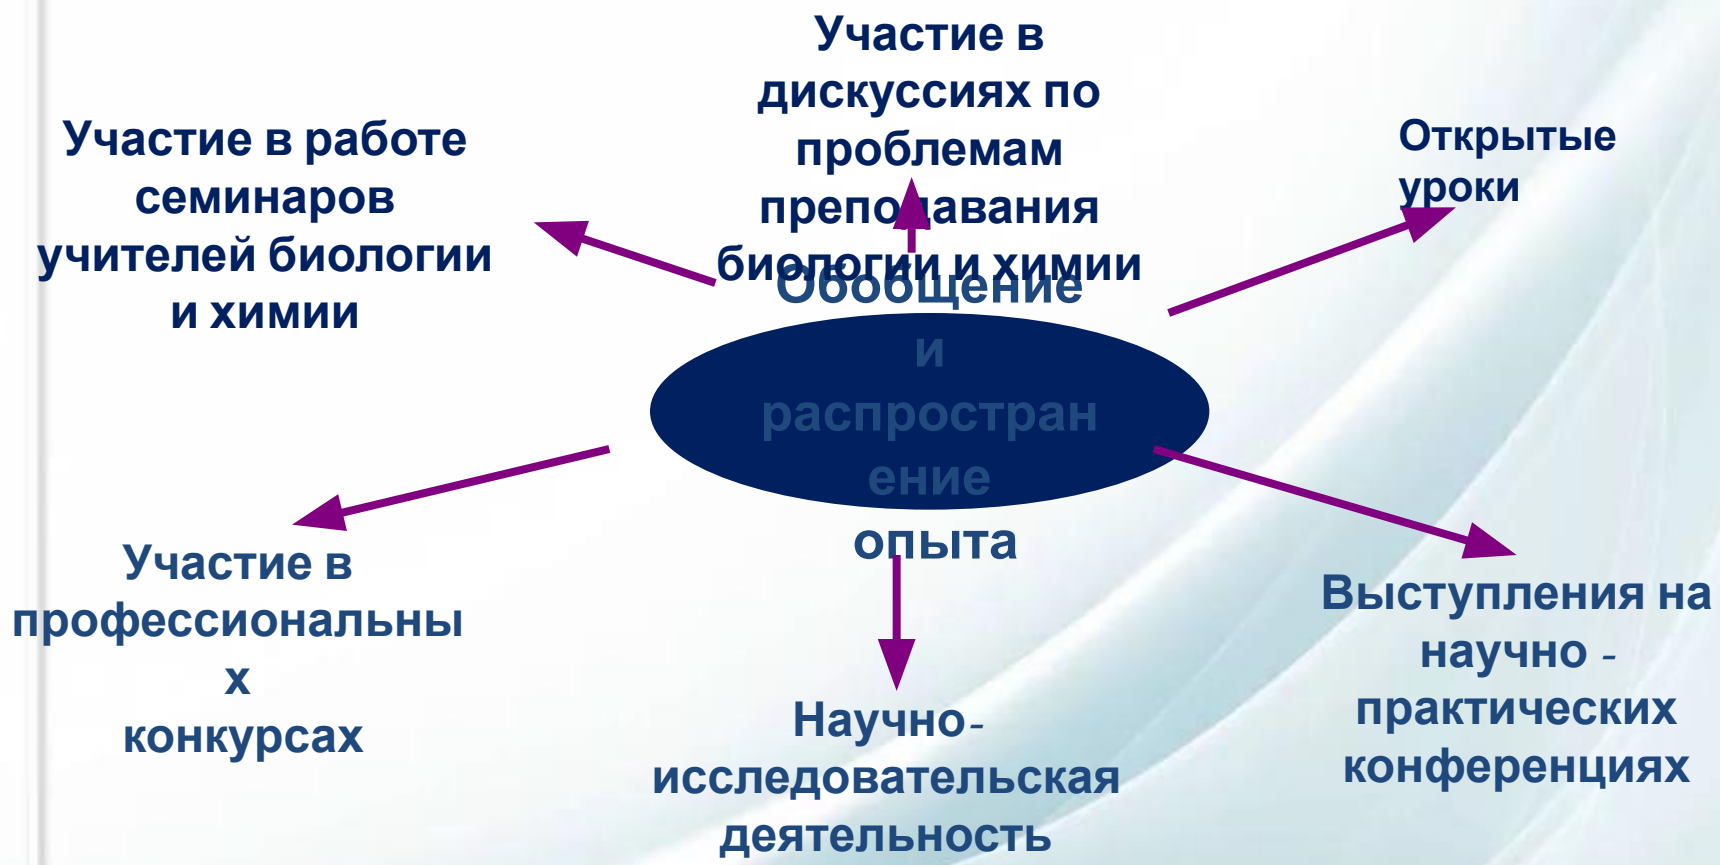 Участие в
дискуссиях по
проблемам
преподавания
биологии и химии
Участие в работе
семинаров
учителей биологии
и химии
Открытые
уроки
Обобщение
и
распростран
ение
опыта
Участие в
профессиональны
х
конкурсах
Научно-
исследовательская
деятельность
Выступления на
научно -
практических
конференциях